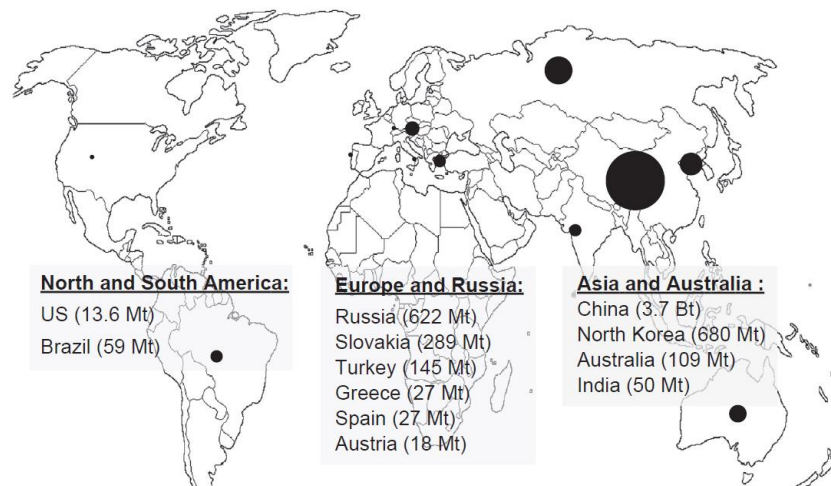 North and South America:
US (13.6 Mt)
Brazil (59 Mt)
Europe and Russia:
Russia (622 Mt)
Slovakia (289 Mt)
Turkey (145 Mt)
Greece (27 Mt)
Spain (27 Mt)
Austria (18 Mt)
Asia and Australia :
China (3.7 Bt)
North Korea (680 Mt)
Australia (109 Mt)
India (50 Mt)